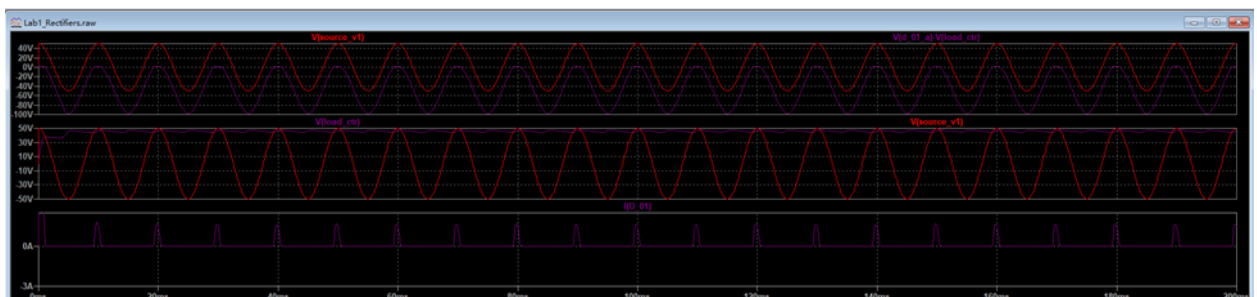 Lab1_Rectifiers.raw
V(source_v1) V(d_01_a)-V(load_ctr)
40V
20V
0V
-20V
-40V
-60V
-80V
-100V
V(load_ctr) V(source_v1)
50V
30V
10V
-10V
-30V
-50V
I(D_01)
0A
-3A
0ms 20ms 40ms 60ms 80ms 100ms 120ms 140ms 160ms 180ms 200ms